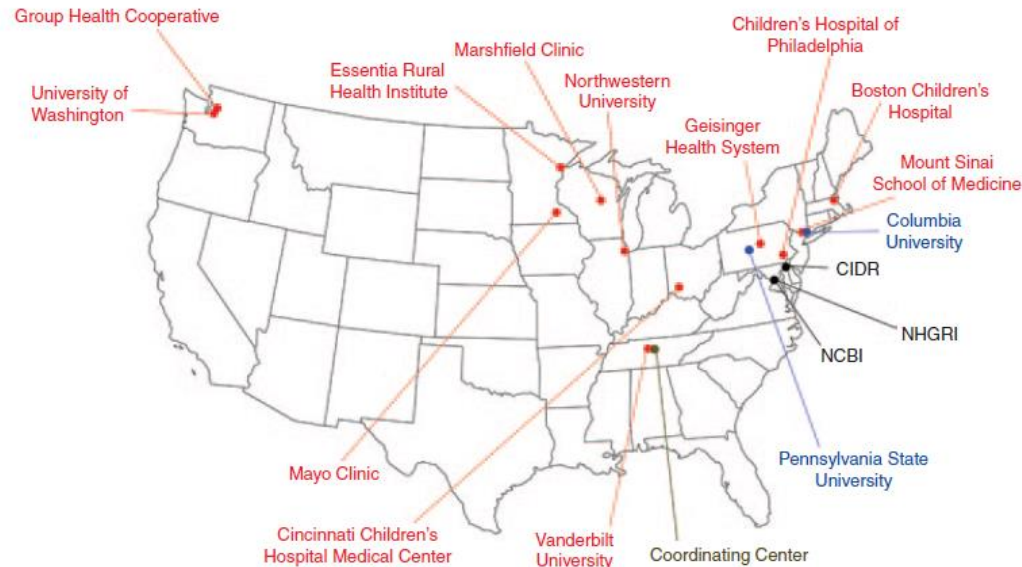 Group Health Cooperative
University of
Washington
Essentia Rural
Health Institute
Marshfield Clinic
Northwestern
University
Children's Hospital of
Philadelphia
Geisinger
Health System
Boston Children's
Hospital
Mount Sinai
School of Medicine
Columbia
University
CIDR
NHGRI
NCBI
Pennsylvania State
University
Mayo Clinic
Cincinnati Children's
Hospital Medical Center
Vanderbilt
University
Coordinating Center